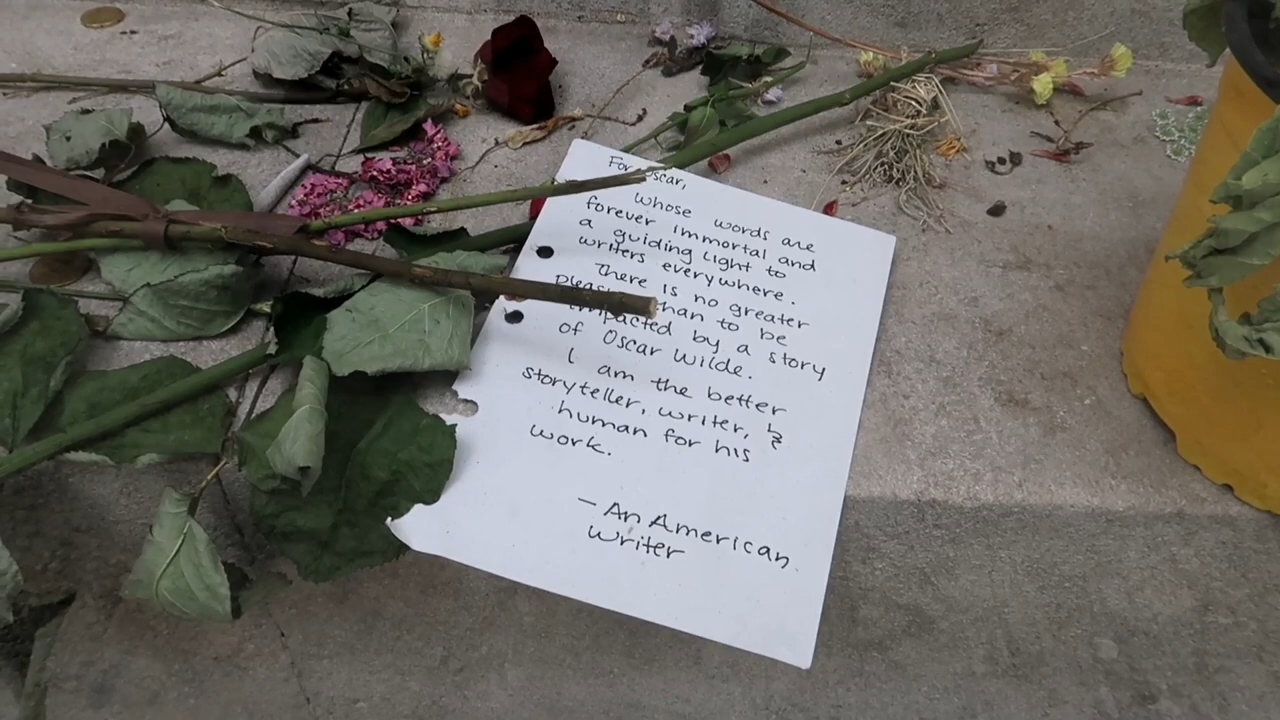 For Oscar,
whose words are
forever immortal and
a guiding light to
writers everywhere.
There is no greater
pleasure than to be
impacted by a story
of Oscar Wilde.
I am the better
storyteller, writer, &
human for his
work.
- An American
writer